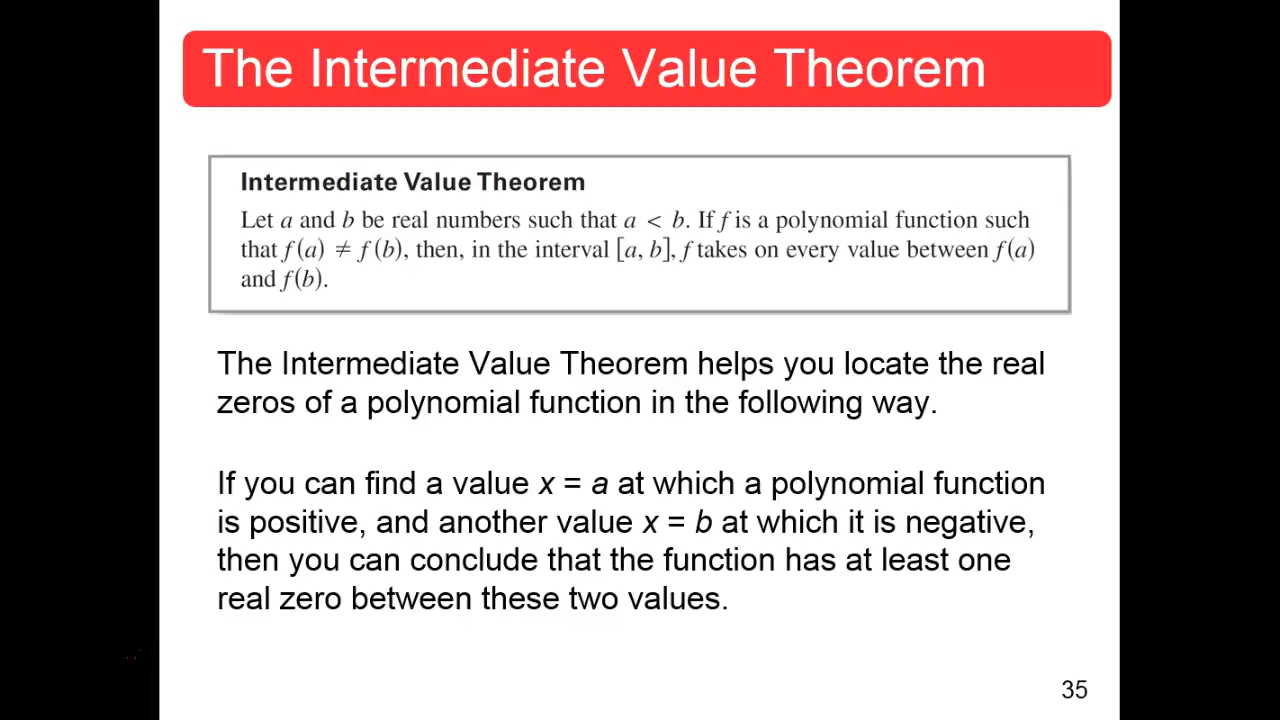 The Intermediate Value Theorem
Intermediate Value Theorem
Let a and b be real numbers such that a < b. If f is a polynomial function such
that f(a) ≠ f(b), then, in the interval [a, b], f takes on every value between f(a)
and f(b).
The Intermediate Value Theorem helps you locate the real
zeros of a polynomial function in the following way.
If you can find a value x = a at which a polynomial function
is positive, and another value x = b at which it is negative,
then you can conclude that the function has at least one
real zero between these two values.
35